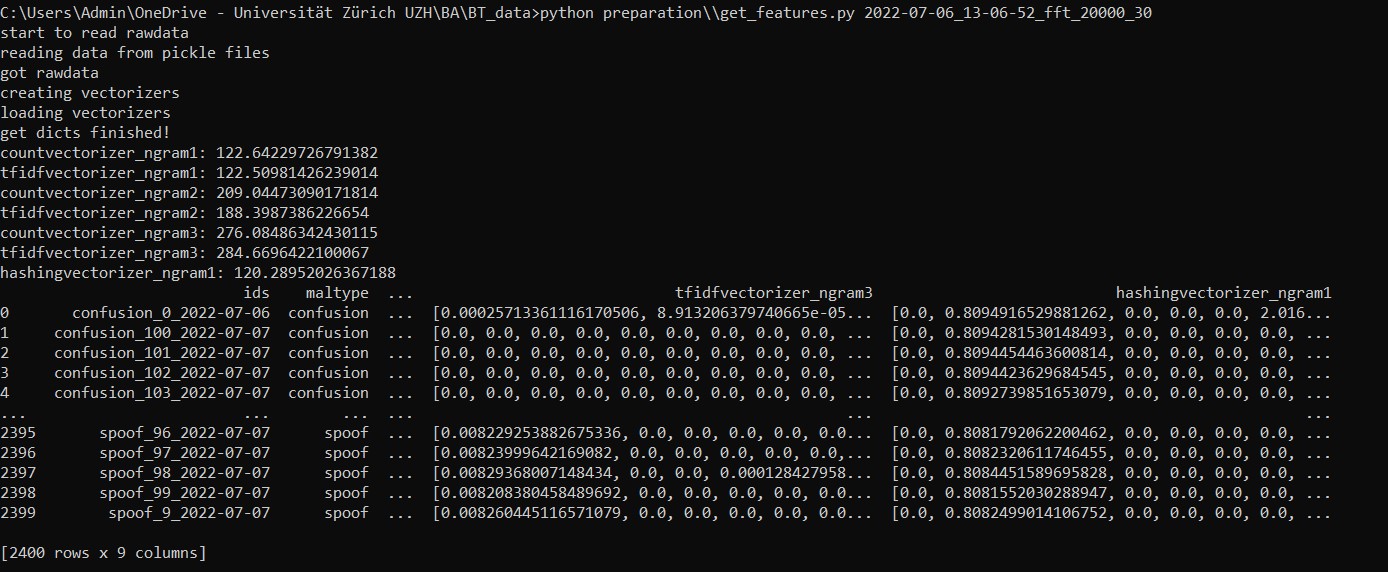 C:\Users\Admin\OneDrive - Universität Zürich UZH\BA\BT_data>python preparation\\get_features.py 2022-07-06_13-06-52_fft_20000_30
start to read rawdata
reading data from pickle files
got rawdata
creating vectorizers
loading vectorizers
get dicts finished!
countvectorizer_ngram1: 122.64229726791382
tfidfvectorizer_ngram1: 122.50981426239014
countvectorizer_ngram2: 209.04473090171814
tfidfvectorizer_ngram2: 188.3987386226654
countvectorizer_ngram3: 276.08486342430115
tfidfvectorizer_ngram3: 284.6696422100067
hashingvectorizer_ngram1: 120.28952026367188
ids maltype ... tfidfvectorizer_ngram3 hashingvectorizer_ngram1
0 confusion_0_2022-07-06 confusion ... [0.00025713361116170506, 8.913206379740665e-05... [0.0, 0.8094916529881262, 0.0, 0.0, 0.0, 2.016...
1 confusion_100_2022-07-07 confusion ... [0.0, 0.0, 0.0, 0.0, 0.0, 0.0, 0.0, 0.0, ... [0.0, 0.8094281530148493, 0.0, 0.0, 0.0, 0.0, ...
2 confusion_101_2022-07-07 confusion ... [0.0, 0.0, 0.0, 0.0, 0.0, 0.0, 0.0, 0.0, ... [0.0, 0.8094454463600814, 0.0, 0.0, 0.0, 0.0, ...
3 confusion_102_2022-07-07 confusion ... [0.0, 0.0, 0.0, 0.0, 0.0, 0.0, 0.0, 0.0, ... [0.0, 0.8094423629684545, 0.0, 0.0, 0.0, 0.0, ...
4 confusion_103_2022-07-07 confusion ... [0.0, 0.0, 0.0, 0.0, 0.0, 0.0, 0.0, 0.0, ... [0.0, 0.8092739851653079, 0.0, 0.0, 0.0, 0.0, ...
... ... ... ... ... ...
2395 spoof_96_2022-07-07 spoof ... [0.008229253882675336, 0.0, 0.0, 0.0, 0.0, 0.0... [0.0, 0.8081792062200462, 0.0, 0.0, 0.0, 0.0, ...
2396 spoof_97_2022-07-07 spoof ... [0.00823999642169082, 0.0, 0.0, 0.0, 0.0, 0.0,... [0.0, 0.8082320611746455, 0.0, 0.0, 0.0, 0.0, ...
2397 spoof_98_2022-07-07 spoof ... [0.00829368007148434, 0.0, 0.0, 0.000128427958... [0.0, 0.8084451589695828, 0.0, 0.0, 0.0, 0.0, ...
2398 spoof_99_2022-07-07 spoof ... [0.008208380458489692, 0.0, 0.0, 0.0, 0.0, 0.0... [0.0, 0.8081552030288947, 0.0, 0.0, 0.0, 0.0, ...
2399 spoof_9_2022-07-07 spoof ... [0.008260445116571079, 0.0, 0.0, 0.0, 0.0, 0.0... [0.0, 0.8082499014106752, 0.0, 0.0, 0.0, 0.0, ...
[2400 rows x 9 columns]